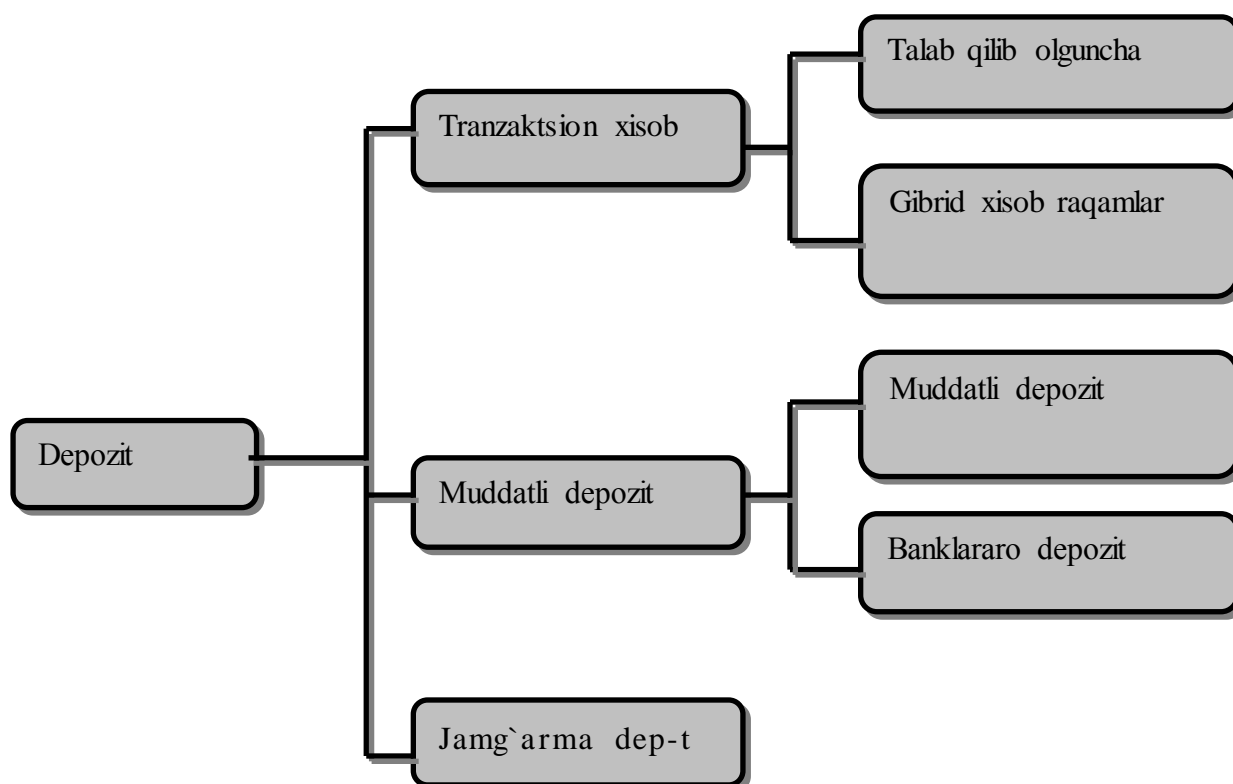 Talab qilib olguncha
Tranzaktsion xisob
Gibrid xisob raqamlar
Muddatli depozit
Depozit
Muddatli depozit
Banklararo depozit
Jamg`arma dep-t